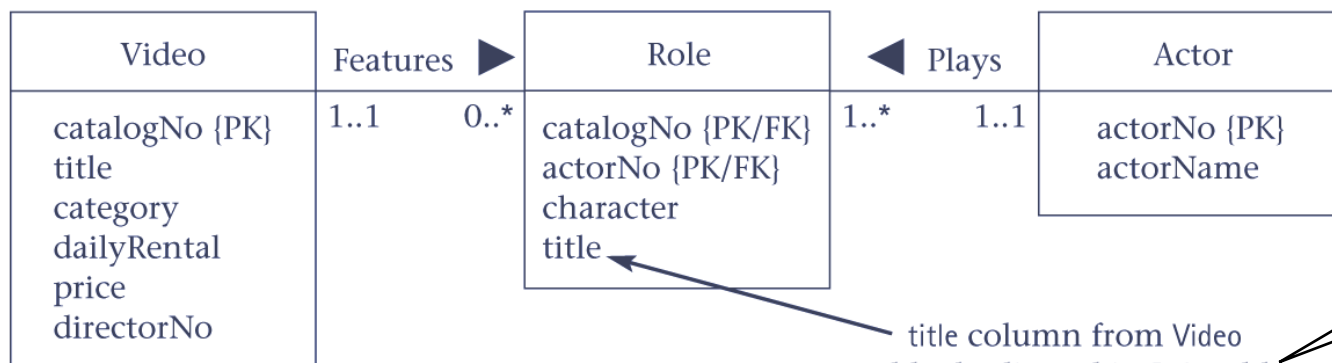 Video
Features
Role
Plays
Actor
1..1
0..*
1..*
1..1
catalogNo {PK}
title
category
dailyRental
price
directorNo
catalogNo {PK/FK}
actorNo {PK/FK}
character
title
actorNo {PK}
actorName
title column from Video